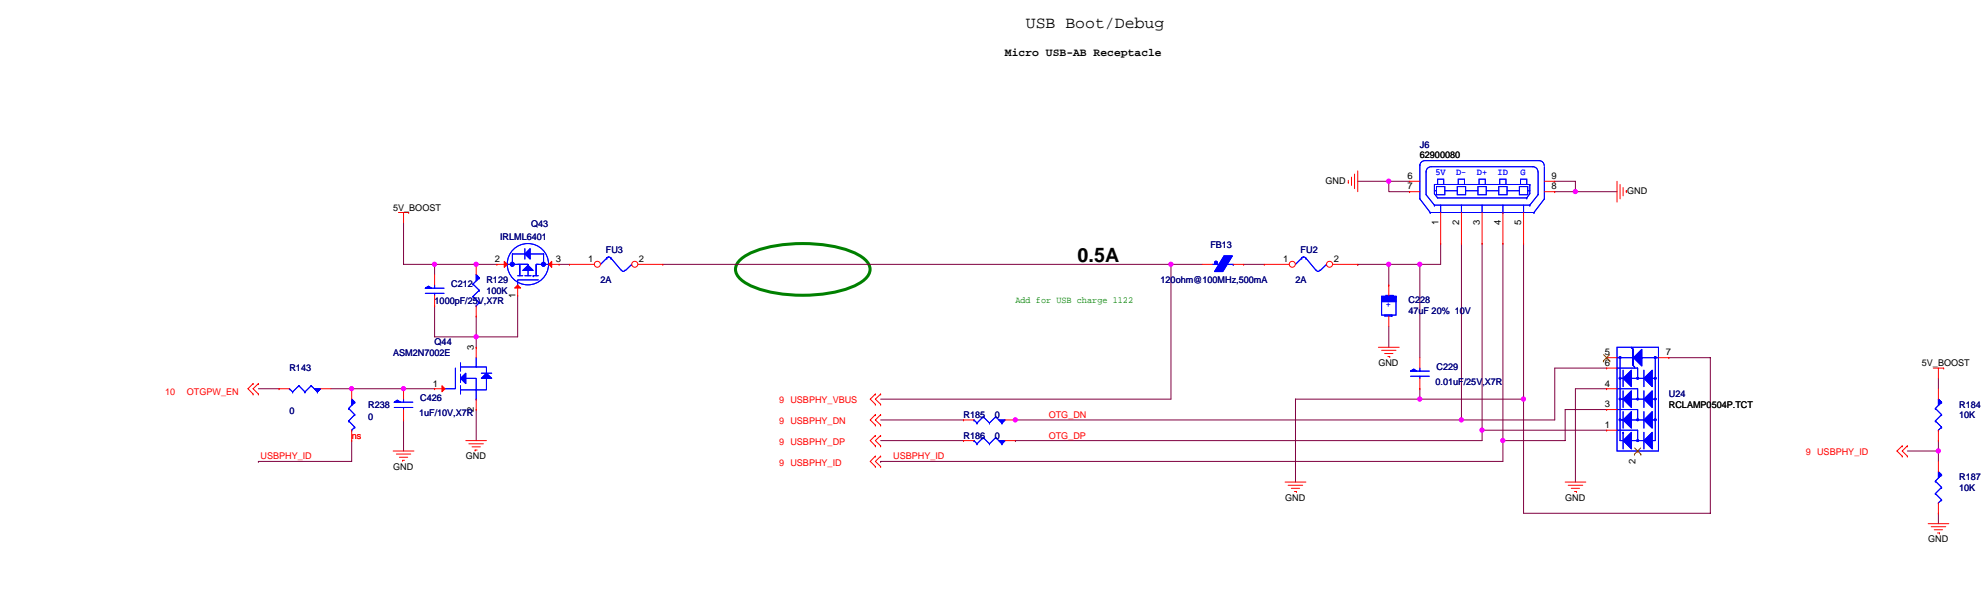 USB Boot/Debug
Micro USB-AB Receptacle
J6
62900080
5V D- D+ ID G
6
7
GND
9
8
GND
1 2 3 4 5
5V_BOOST
Q43
IRLML6401
2
3
1
FU3
1 2
2A
0.5A
FB13
120ohm@100MHz,500mA
FU2
1 2
2A
C212
1000pF/25V,X7R
R129
100K
Add for USB charge 1122
C228
47uF 20% 10V
+
GND
C229
0.01uF/25V,X7R
Q44
ASM2N7002E
3
1
2
R143
0
10 OTGPW_EN
R238
0
ns
C426
1uF/10V,X7R
USBPHY_ID
GND
GND
9 USBPHY_VBUS
9 USBPHY_DN
R185 0
OTG_DN
9 USBPHY_DP
R186 0
OTG_DP
9 USBPHY_ID
USBPHY_ID
GND
GND
5
6
4
3
1
7
2
U24
RCLAMP0504P.TCT
5V_BOOST
R184
10K
9 USBPHY_ID
R187
10K
GND